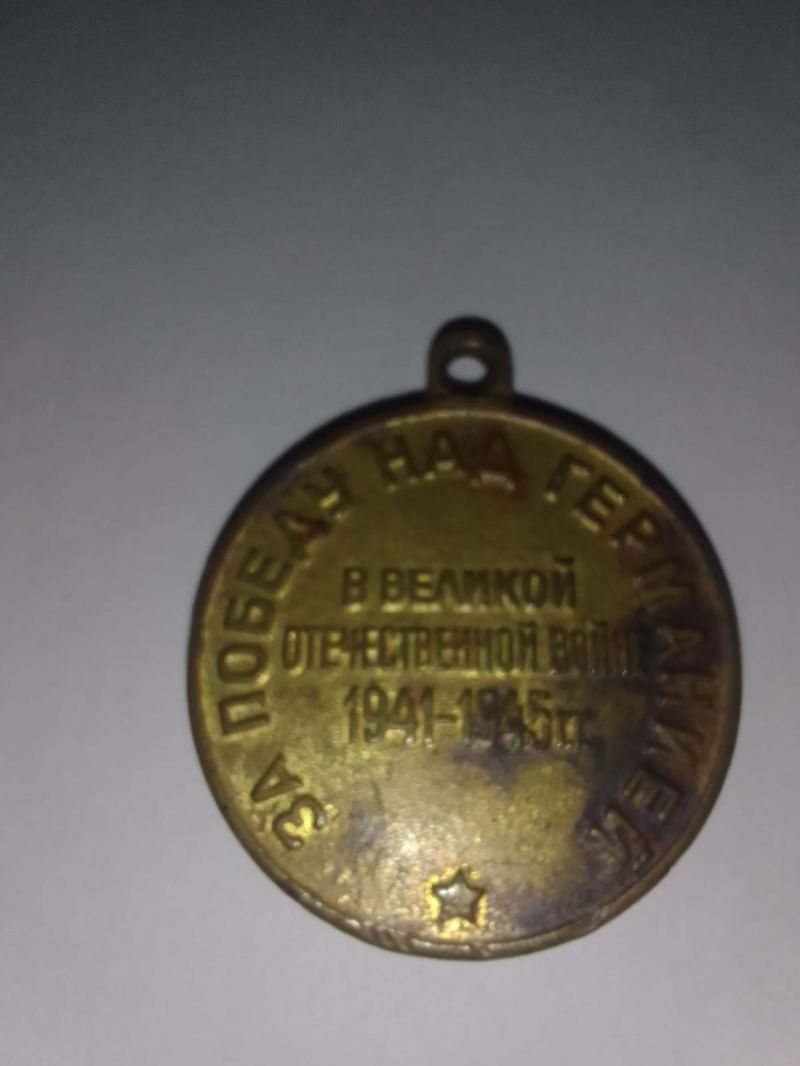 ЗА ПОБЕДУ НАД ГЕРМАНИЕЙ
В ВЕЛИКОЙ
ОТЕЧЕСТВЕННОЙ ВОЙНЕ
1941-1945 гг.